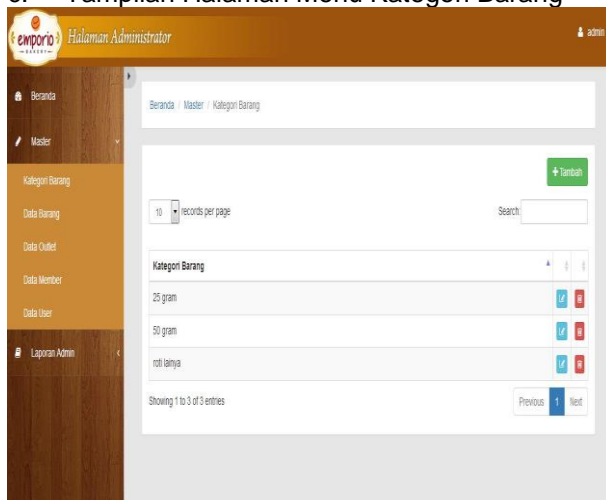 Tampilan Halaman Menu Kategori Barang
emporio
BAKERY
Halaman Administrator
admin
Beranda
Beranda / Master / Kategori Barang
Master
Kategori Barang
Data Barang
Data Outlet
Data Member
Data User
Laporan Admin
+ Tambah
10 records per page
Search:
Kategori Barang
25 gram
50 gram
roti lainya
Showing 1 to 3 of 3 entries
Previous 1 Next